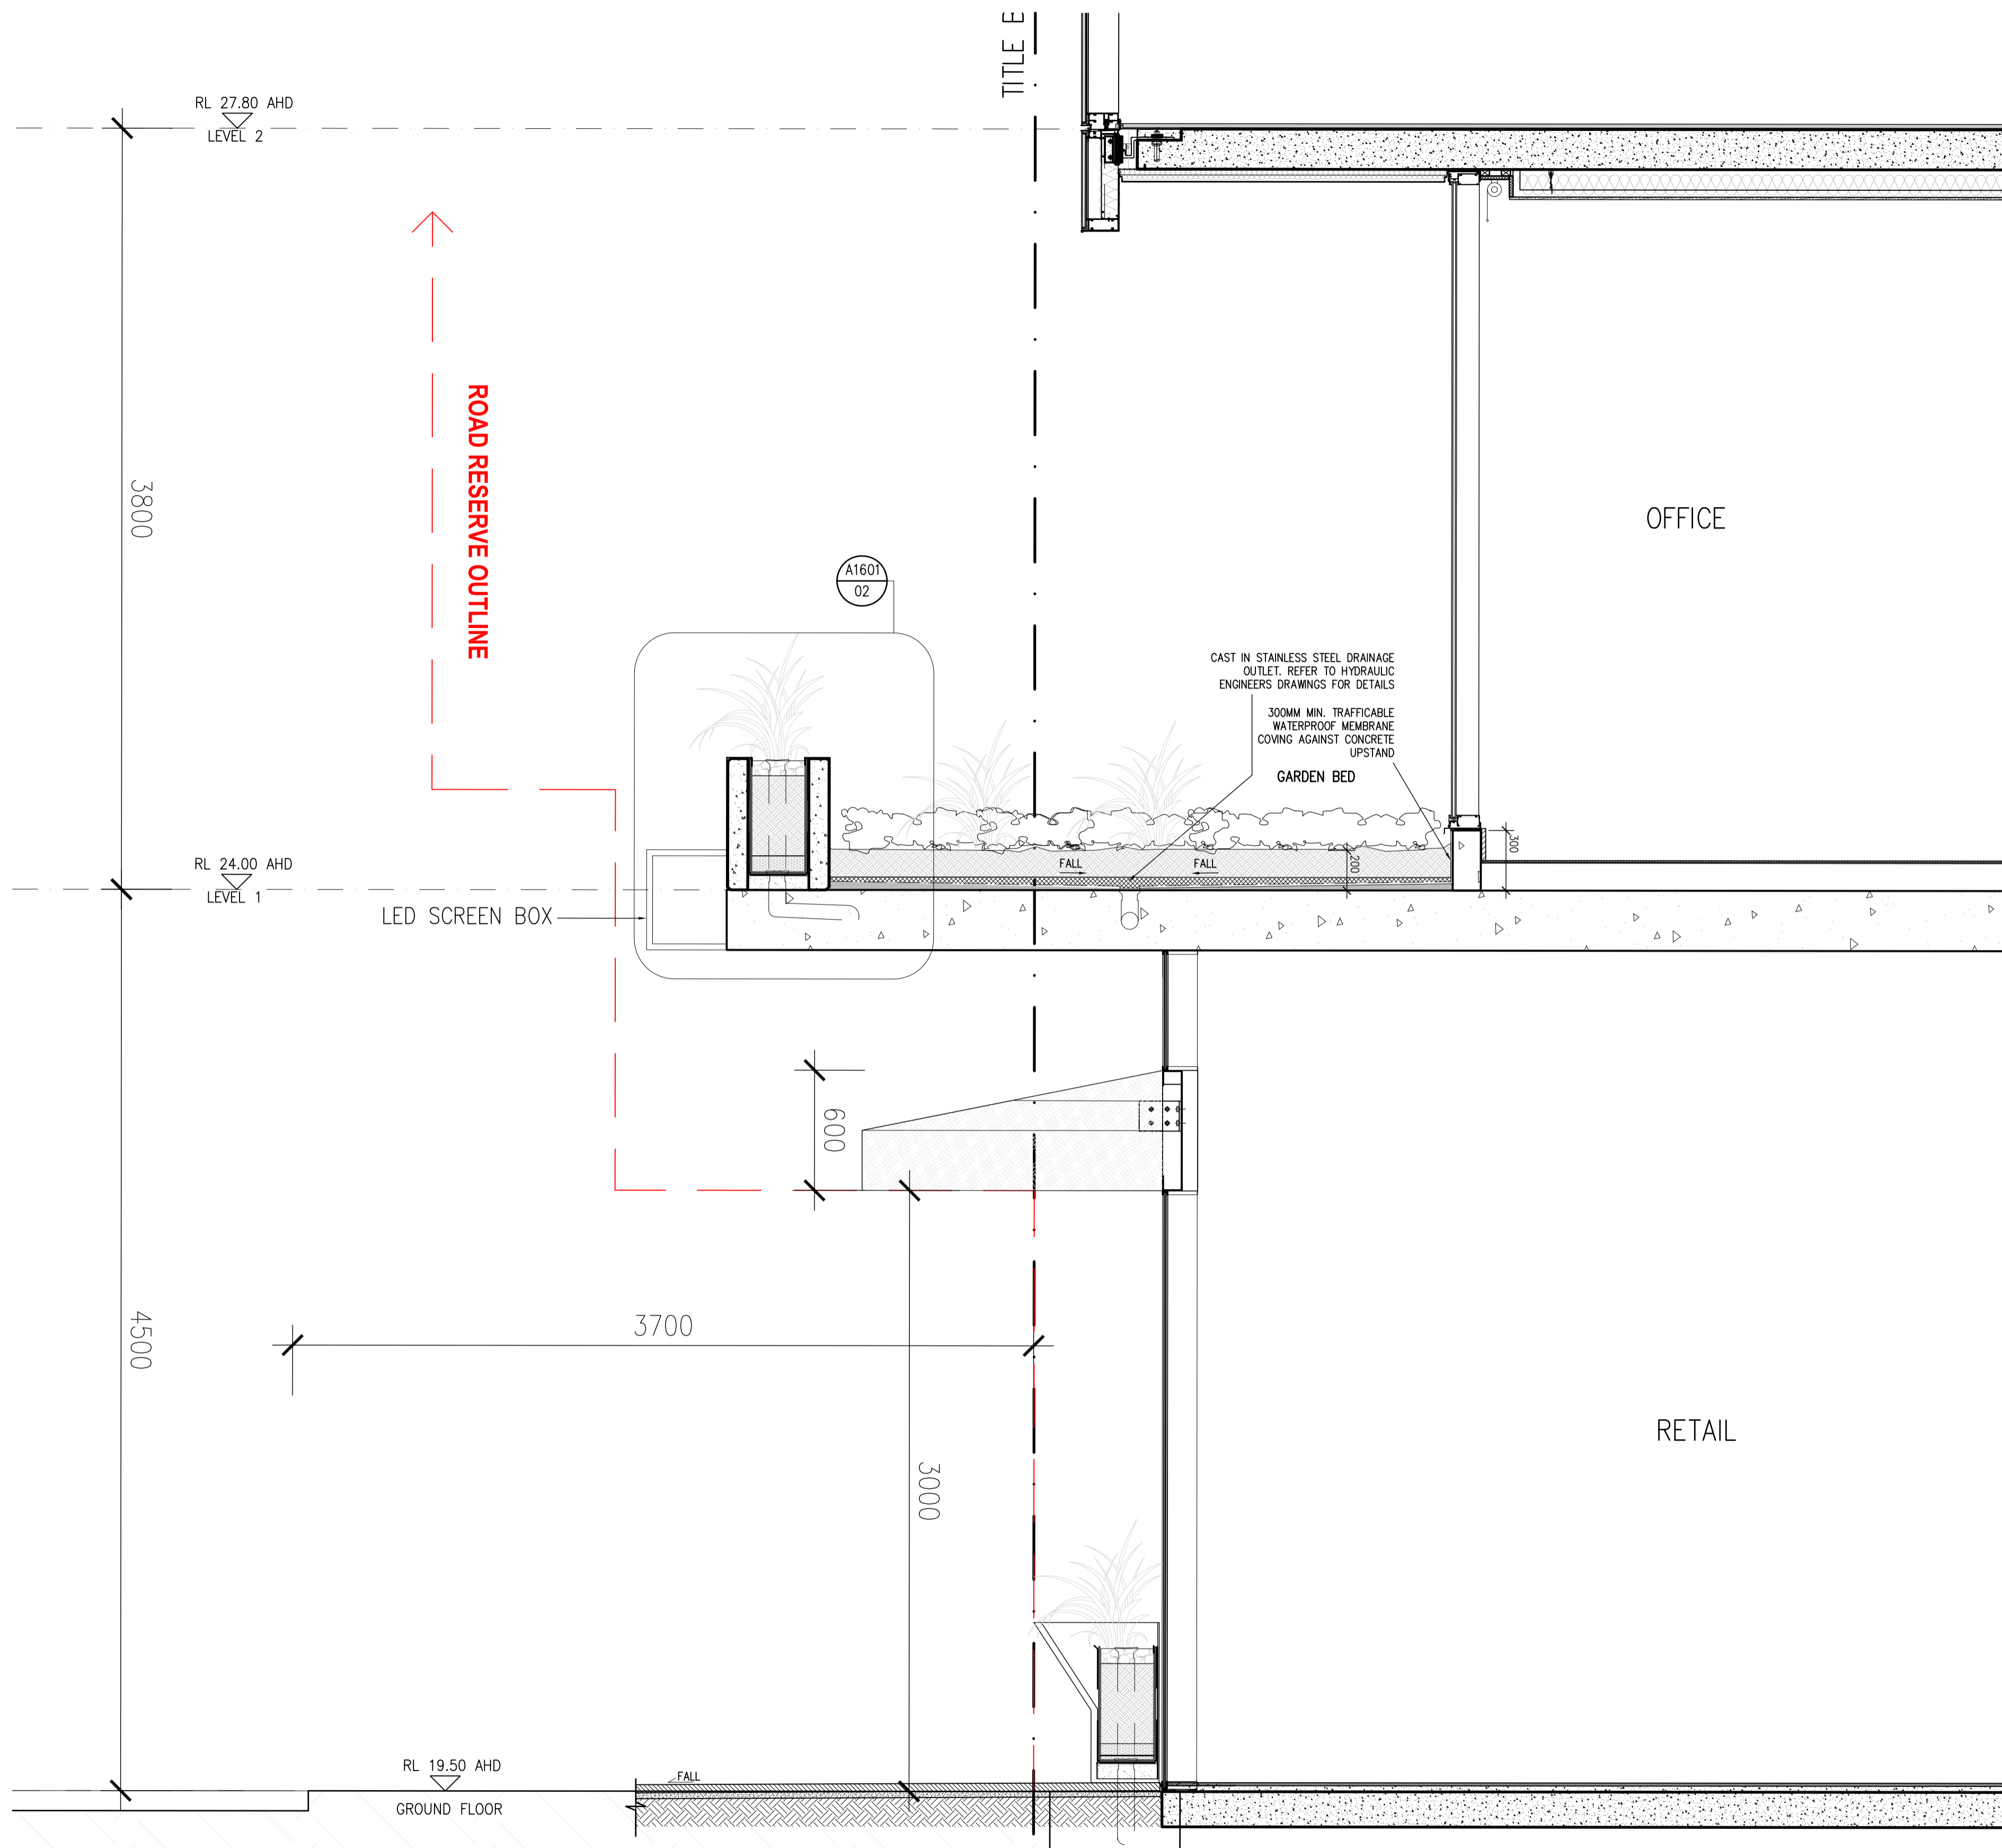 TITLE
RL 27.80 AHD
LEVEL 2
ROAD RESERVE OUTLINE
3800
OFFICE
A1601
02
CAST IN STAINLESS STEEL DRAINAGE
OUTLET. REFER TO HYDRAULIC
ENGINEERS DRAWINGS FOR DETAILS
300MM MIN. TRAFFICABLE
WATERPROOF MEMBRANE
COVING AGAINST CONCRETE
UPSTAND
GARDEN BED
300
200
FALL
FALL
RL 24.00 AHD
LEVEL 1
LED SCREEN BOX
600
4500
3700
3000
RETAIL
RL 19.50 AHD
GROUND FLOOR
FALL